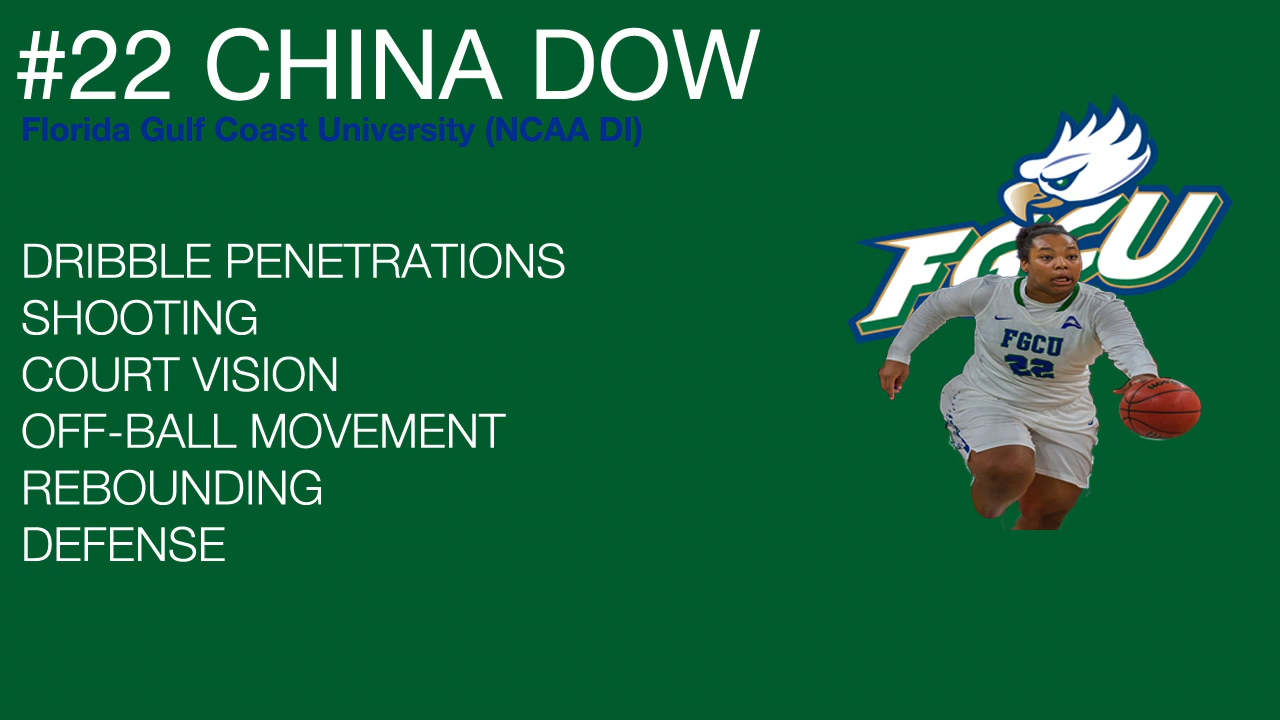 #22 CHINA DOW
Florida Gulf Coast University (NCAA DI)
DRIBBLE PENETRATIONS
SHOOTING
COURT VISION
OFF-BALL MOVEMENT
REBOUNDING
DEFENSE
FGCU
FGCU
22